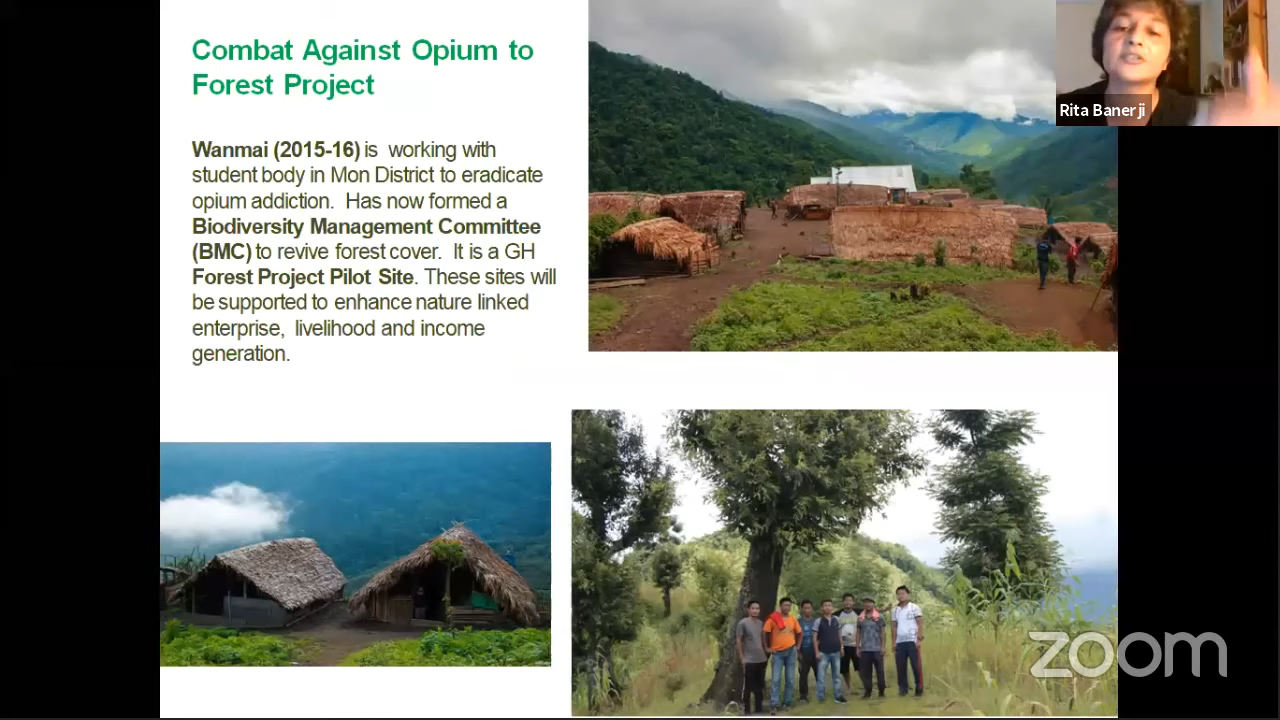 Combat Against Opium to
Forest Project
Wanmai (2015-16) is working with
student body in Mon District to eradicate
opium addiction. Has now formed a
Biodiversity Management Committee
(BMC) to revive forest cover. It is a GH
Forest Project Pilot Site. These sites will
be supported to enhance nature linked
enterprise, livelihood and income
generation.
Rita Banerji
zoom